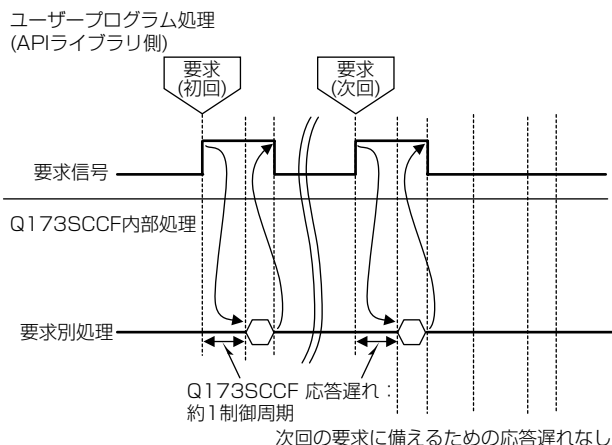 ユーザープログラム処理
(APIライブラリ側)
要求
(初回)
要求
(次回)
要求信号
Q173SCCF内部処理
要求別処理
Q173SCCF 応答遅れ：
約1制御周期
次回の要求に備えるための応答遅れなし